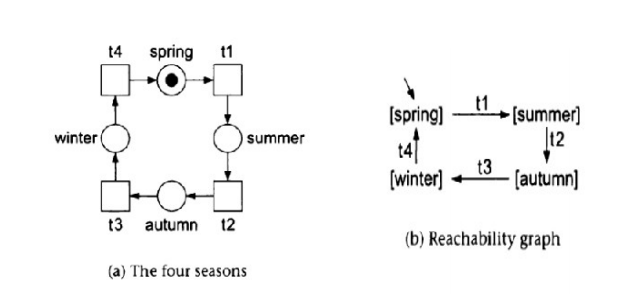 t4 spring t1
winter summer
t3 autumn t2
(a) The four seasons
[spring] t1 [summer]
t4 t2
[winter] t3 [autumn]
(b) Reachability graph